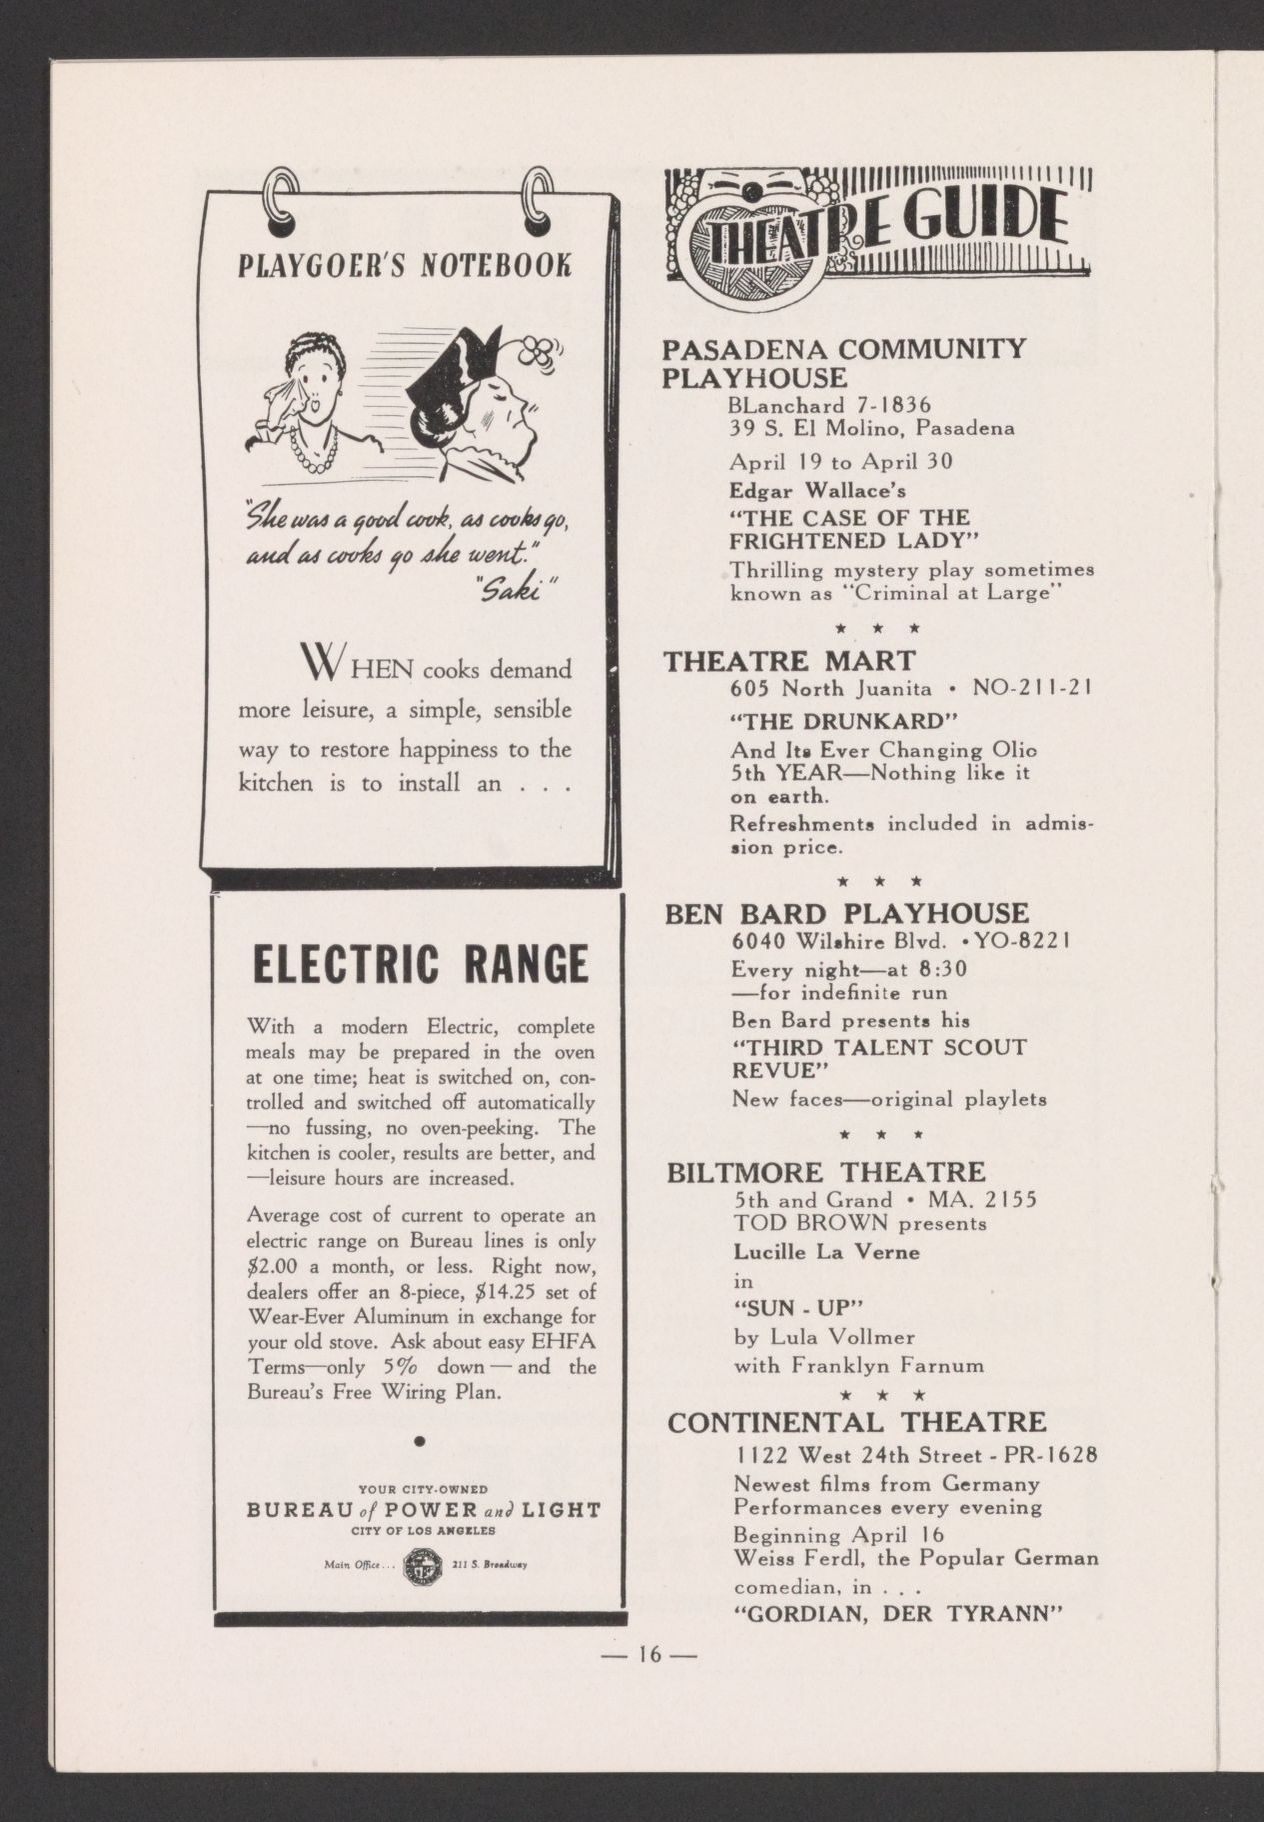 PLAYGOER'S NOTEBOOK
"She was a good cook, as cooks go,
and as cooks go she went."
"Saki"
WHEN cooks demand
more leisure, a simple, sensible
way to restore happiness to the
kitchen is to install an . . .
ELECTRIC RANGE
With a modern Electric, complete
meals may be prepared in the oven
at one time; heat is switched on, con-
trolled and switched off automatically
—no fussing, no oven-peeking. The
kitchen is cooler, results are better, and
—leisure hours are increased.
Average cost of current to operate an
electric range on Bureau lines is only
$2.00 a month, or less. Right now,
dealers offer an 8-piece, $14.25 set of
Wear-Ever Aluminum in exchange for
your old stove. Ask about easy EHFA
Terms—only 5% down — and the
Bureau's Free Wiring Plan.
YOUR CITY-OWNED
BUREAU of POWER and LIGHT
CITY OF LOS ANGELES
Main Office... 211 S. Broadway
THEATRE GUIDE
PASADENA COMMUNITY
PLAYHOUSE
BLanchard 7-1836
39 S. El Molino, Pasadena
April 19 to April 30
Edgar Wallace's
"THE CASE OF THE
FRIGHTENED LADY"
Thrilling mystery play sometimes
known as "Criminal at Large"
★ ★ ★
THEATRE MART
605 North Juanita • NO-211-21
"THE DRUNKARD"
And Its Ever Changing Olio
5th YEAR—Nothing like it
on earth.
Refreshments included in admis-
sion price.
★ ★ ★
BEN BARD PLAYHOUSE
6040 Wilshire Blvd. • YO-8221
Every night—at 8:30
—for indefinite run
Ben Bard presents his
"THIRD TALENT SCOUT
REVUE"
New faces—original playlets
★ ★ ★
BILTMORE THEATRE
5th and Grand • MA. 2155
TOD BROWN presents
Lucille La Verne
in
"SUN - UP"
by Lula Vollmer
with Franklyn Farnum
★ ★ ★
CONTINENTAL THEATRE
1122 West 24th Street - PR-1628
Newest films from Germany
Performances every evening
Beginning April 16
Weiss Ferdl, the Popular German
comedian, in . . .
"GORDIAN, DER TYRANN"
— 16 —